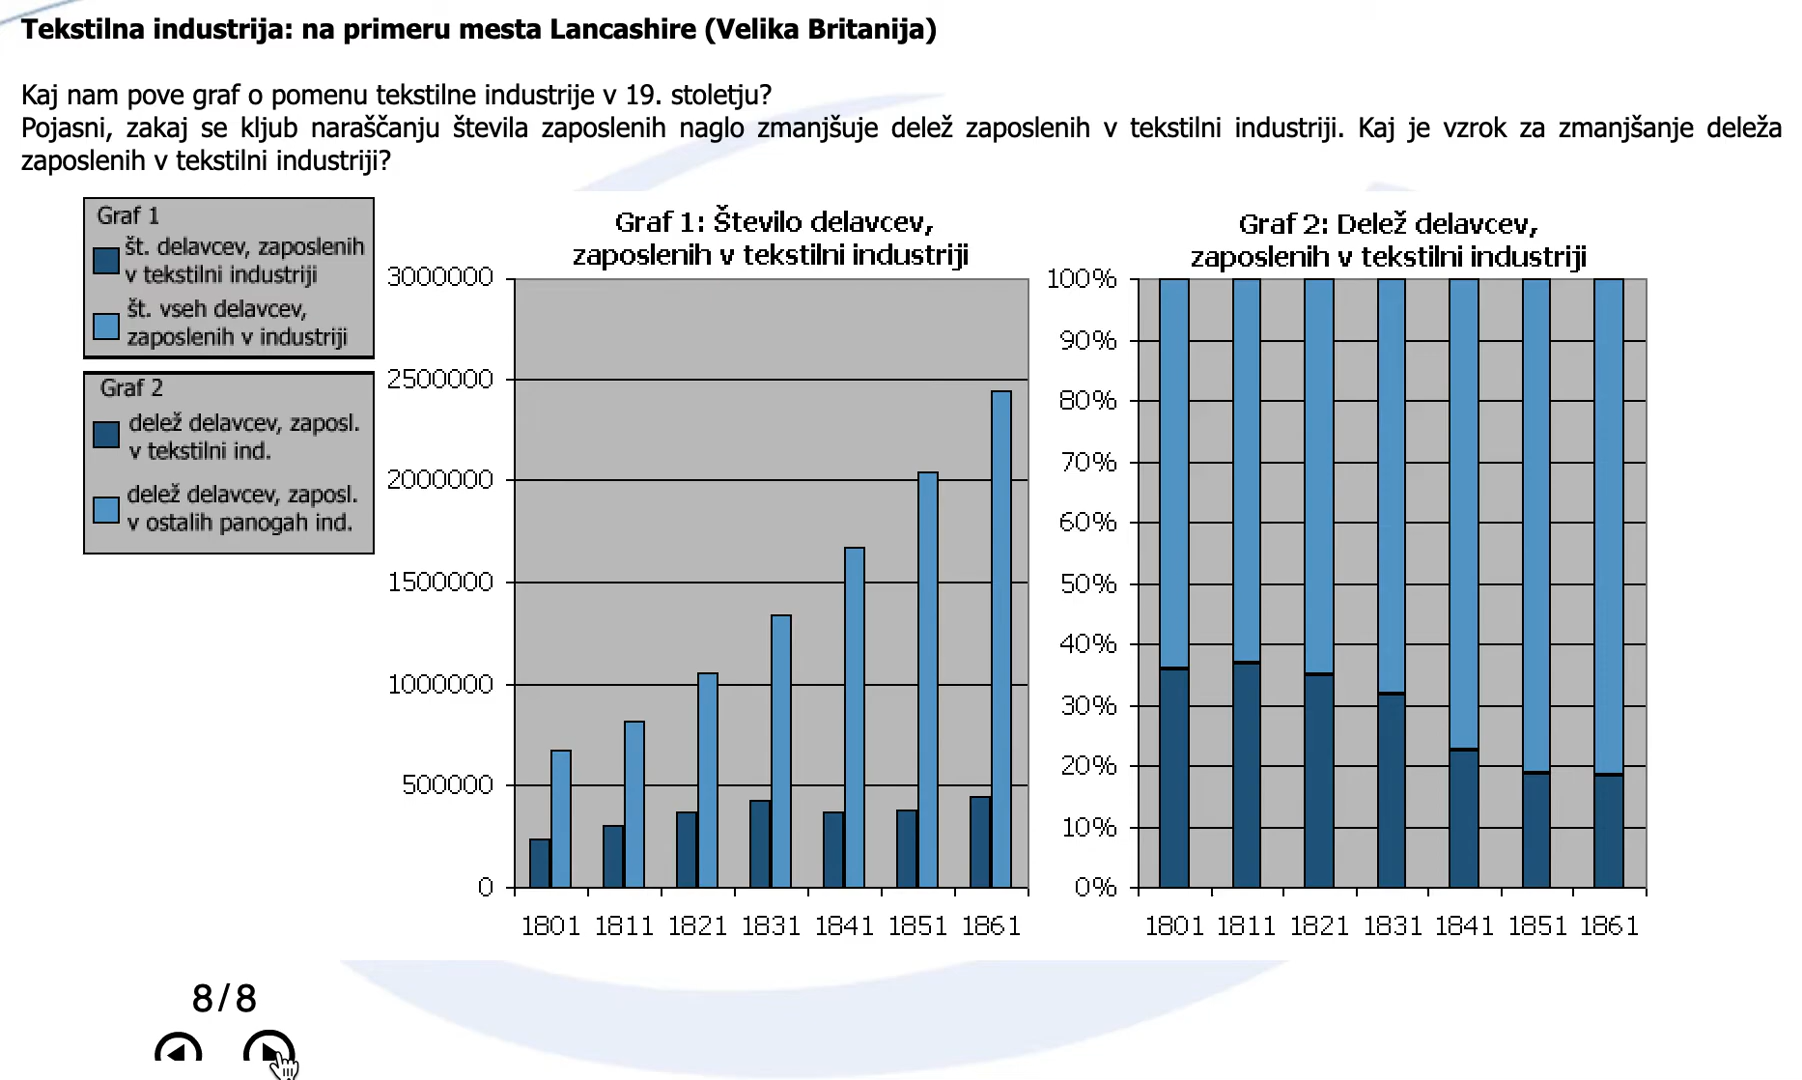 Tekstilna industrija: na primeru mesta Lancashire (Velika Britanija)
Kaj nam pove graf o pomenu tekstilne industrije v 19. stoletju?
Pojasni, zakaj se kljub naraščanju števila zaposlenih naglo zmanjšuje delež zaposlenih v tekstilni industriji. Kaj je vzrok za zmanjšanje deleža
zaposlenih v tekstilni industriji?
Graf 1
št. delavcev, zaposlenih
v tekstilni industriji
št. vseh delavcev,
zaposlenih v industriji
Graf 2
delež delavcev, zaposl.
v tekstilni ind.
delež delavcev, zaposl.
v ostalih panogah ind.
Graf 1: Število delavcev,
zaposlenih v tekstilni industriji
3000000
2500000
2000000
1500000
1000000
500000
0
1801 1811 1821 1831 1841 1851 1861
Graf 2: Delež delavcev,
zaposlenih v tekstilni industriji
100%
90%
80%
70%
60%
50%
40%
30%
20%
10%
0%
1801 1811 1821 1831 1841 1851 1861
8/8